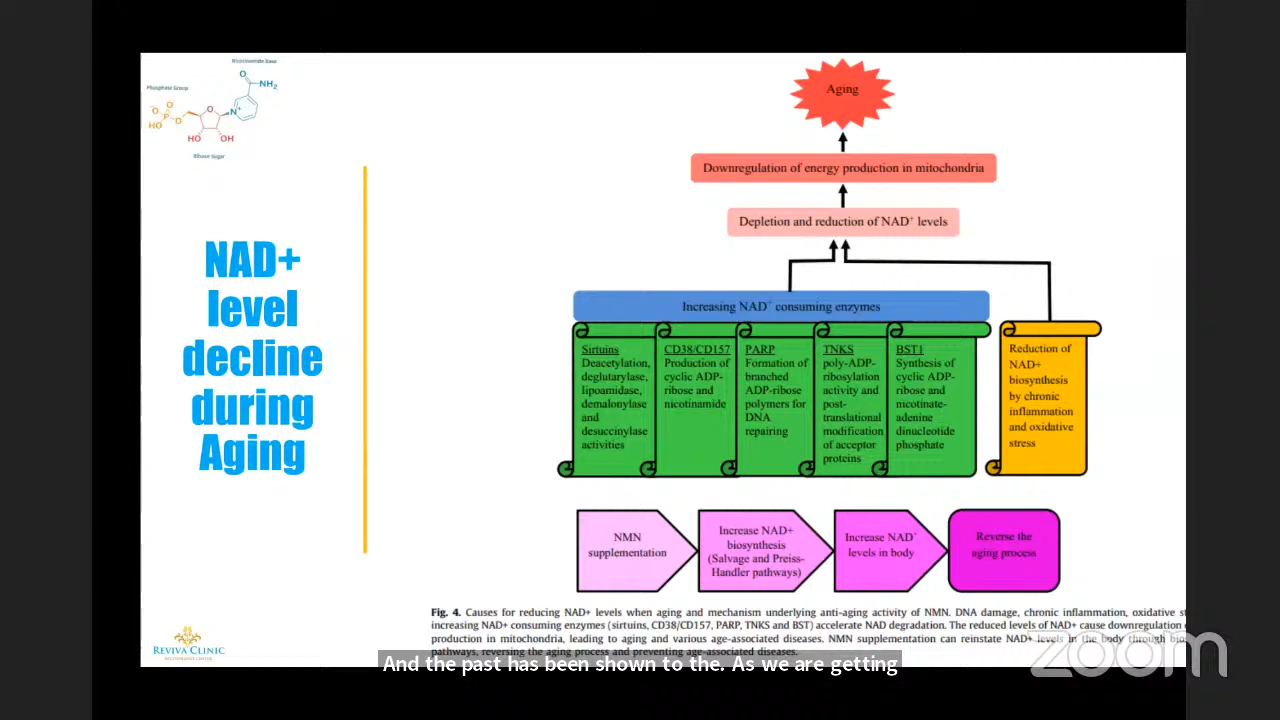 Nicotinamide Base
Phosphate Group
O
NH₂
O
O
P
HO
O
O
N
+
HO
OH
Ribose Sugar
NAD+
level
decline
during
Aging
REVIVA CLINIC
Aging
Downregulation of energy production in mitochondria
Depletion and reduction of NAD⁺ levels
Increasing NAD⁺ consuming enzymes
Sirtuins
Deacetylation,
deglutarylase,
lipoamidase,
demalonylase
and
desuccinylase
activities
CD38/CD157
Production of
cyclic ADP-
ribose and
nicotinamide
PARP
Formation of
branched
ADP-ribose
polymers for
DNA
repairing
TNKS
poly-ADP-
ribosylation
activity and
post-
translational
modification
of acceptor
proteins
BST1
Synthesis of
cyclic ADP-
ribose and
nicotinate-
adenine
dinucleotide
phosphate
Reduction of
NAD+
biosynthesis
by chronic
inflammation
and oxidative
stress
NMN
supplementation
Increase NAD+
biosynthesis
(Salvage and Preiss-
Handler pathways)
Increase NAD⁺
levels in body
Reverse the
aging process
Fig. 4. Causes for reducing NAD+ levels when aging and mechanism underlying anti-aging activity of NMN. DNA damage, chronic inflammation, oxidative
increasing NAD+ consuming enzymes (sirtuins, CD38/CD157, PARP, TNKS and BST) accelerate NAD degradation. The reduced levels of NAD+ cause downregulation
production in mitochondria, leading to aging and various age-associated diseases. NMN supplementation can reinstate NAD+ levels in the body through
pathways, reversing the aging process and preventing age-associated diseases.
zoom
And the past has been shown to the. As we are getting